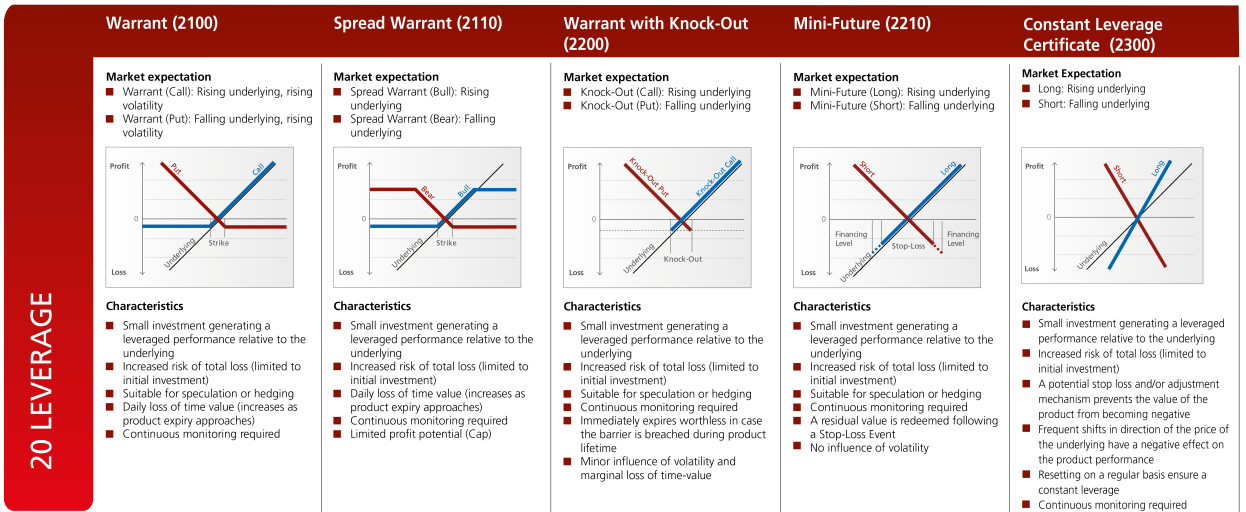 20 LEVERAGE
Warrant (2100)
Market expectation
Warrant (Call): Rising underlying, rising
volatility
Warrant (Put): Falling underlying, rising
volatility
Profit
Put
Call
0
Strike
Underlying
Loss
Characteristics
Small investment generating a
leveraged performance relative to the
underlying
Increased risk of total loss (limited to
initial investment)
Suitable for speculation or hedging
Daily loss of time value (increases as
product expiry approaches)
Continuous monitoring required
Spread Warrant (2110)
Market expectation
Spread Warrant (Bull): Rising
underlying
Spread Warrant (Bear): Falling
underlying
Profit
Bear
Bull
0
Strike
Underlying
Loss
Characteristics
Small investment generating a
leveraged performance relative to the
underlying
Increased risk of total loss (limited to
initial investment)
Daily loss of time value (increases as
product expiry approaches)
Continuous monitoring required
Limited profit potential (Cap)
Warrant with Knock-Out
(2200)
Market expectation
Knock-Out (Call): Rising underlying
Knock-Out (Put): Falling underlying
Profit
Knock-Out Put
Knock-Out Call
0
Underlying
Knock-Out
Loss
Characteristics
Small investment generating a
leveraged performance relative to the
underlying
Increased risk of total loss (limited to
initial investment)
Suitable for speculation or hedging
Continuous monitoring required
Immediately expires worthless in case
the barrier is breached during product
lifetime
Minor influence of volatility and
marginal loss of time-value
Mini-Future (2210)
Market expectation
Mini-Future (Long): Rising underlying
Mini-Future (Short): Falling underlying
Profit
Short
Long
0
Financing
Level
Stop-Loss
Financing
Level
Underlying
Loss
Characteristics
Small investment generating a
leveraged performance relative to the
underlying
Increased risk of total loss (limited to
initial investment)
Suitable for speculation or hedging
Continuous monitoring required
A residual value is redeemed following
a Stop-Loss Event
No influence of volatility
Constant Leverage
Certificate (2300)
Market Expectation
Long: Rising underlying
Short: Falling underlying
Profit
Short
Long
0
Underlying
Loss
Characteristics
Small investment generating a leveraged
performance relative to the underlying
Increased risk of total loss (limited to
initial investment)
A potential stop loss and/or adjustment
mechanism prevents the value of the
product from becoming negative
Frequent shifts in direction of the price of
the underlying have a negative effect on
the product performance
Resetting on a regular basis ensure a
constant leverage
Continuous monitoring required